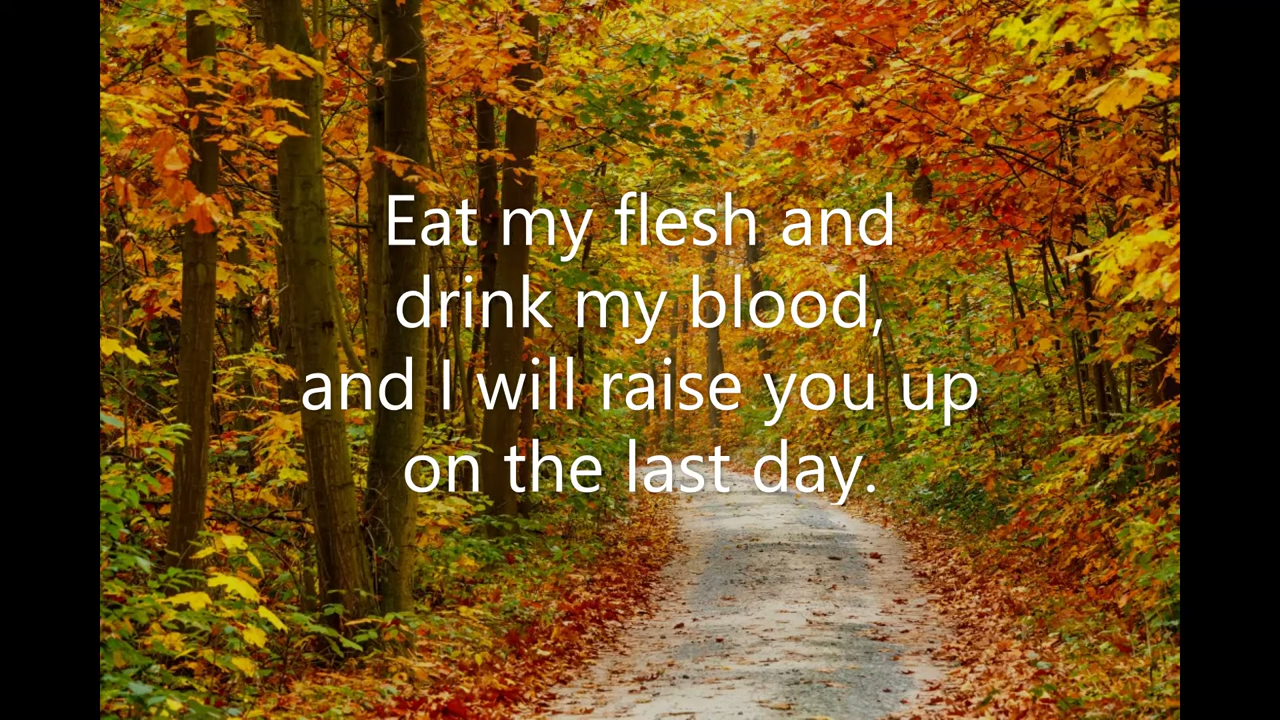 Eat my flesh and
drink my blood,
and I will raise you up
on the last day.